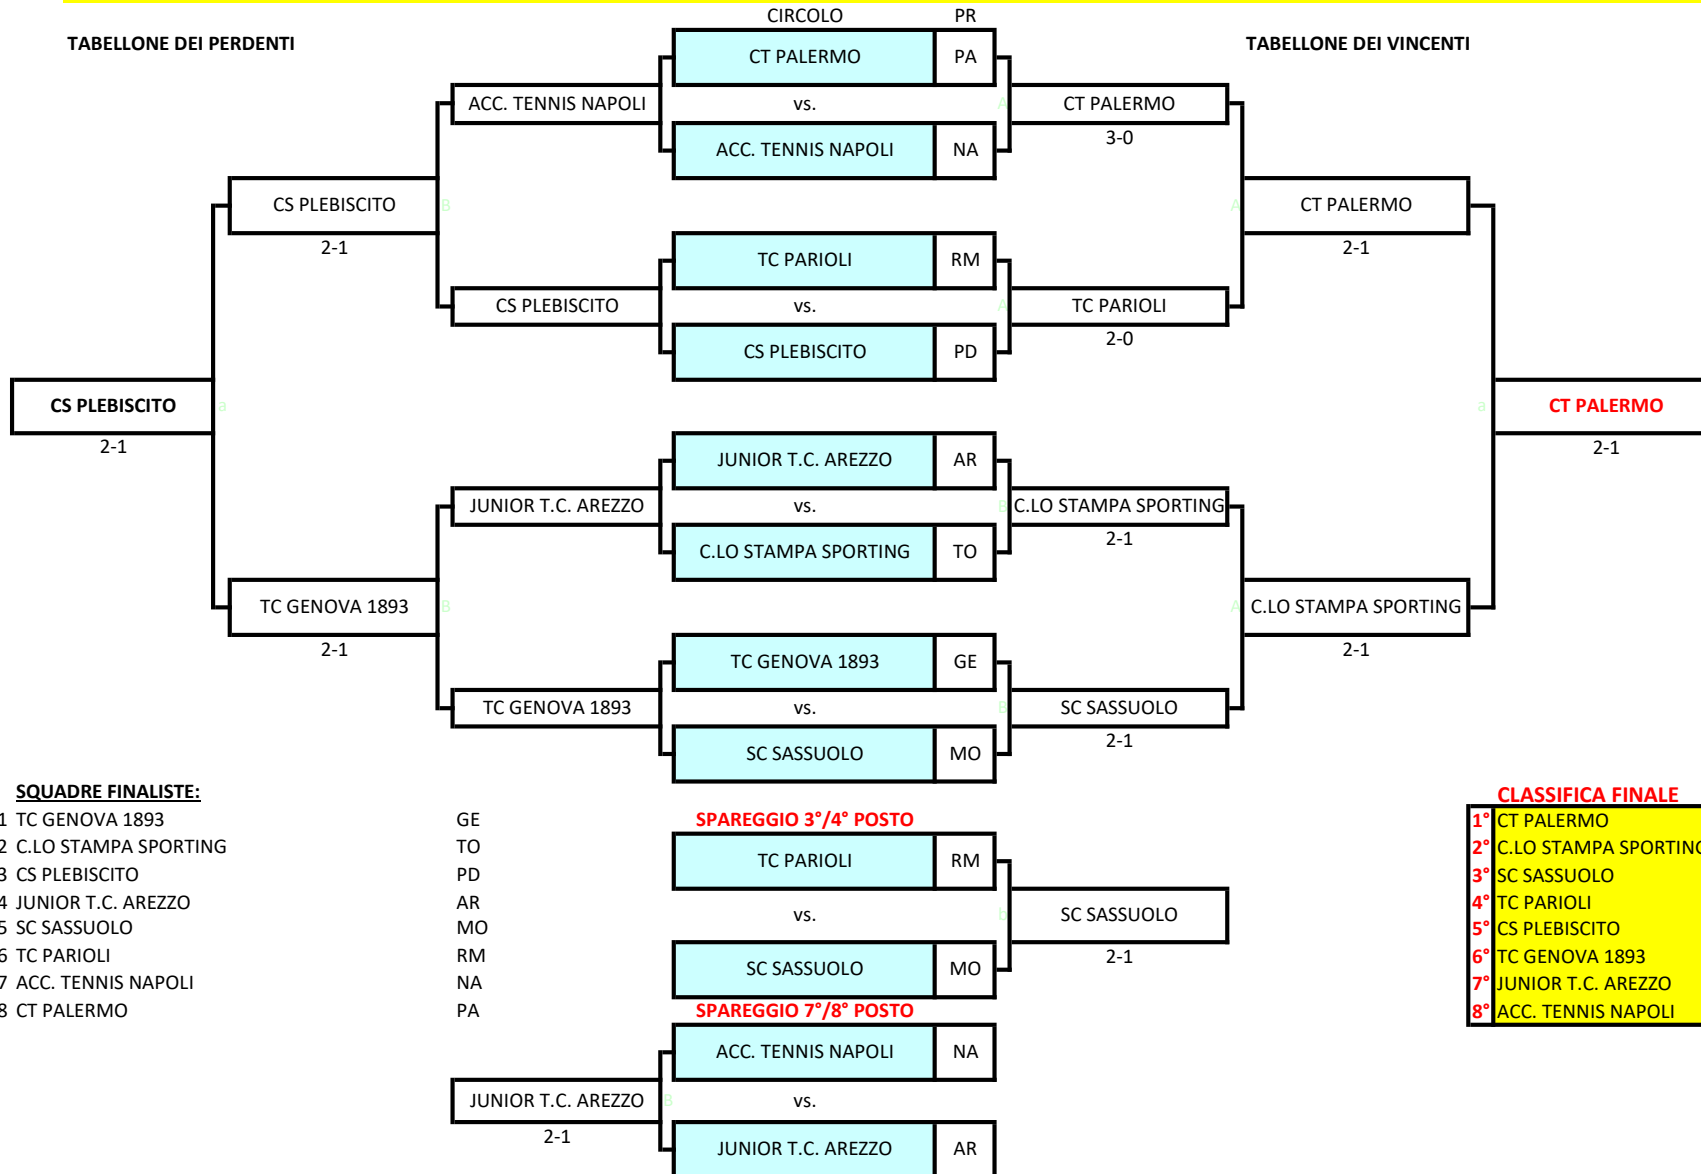 CIRCOLO PR
TABELLONE DEI PERDENTI TABELLONE DEI VINCENTI
CT PALERMO PA
ACC. TENNIS NAPOLI vs. A CT PALERMO
3-0
ACC. TENNIS NAPOLI NA
CS PLEBISCITO B A CT PALERMO
2-1 2-1
TC PARIOLI RM
CS PLEBISCITO vs. A TC PARIOLI
2-0
CS PLEBISCITO PD
CS PLEBISCITO a a CT PALERMO
2-1 2-1
JUNIOR T.C. AREZZO AR
JUNIOR T.C. AREZZO vs. B C.LO STAMPA SPORTING
2-1
C.LO STAMPA SPORTING TO
TC GENOVA 1893 B A C.LO STAMPA SPORTING
2-1 2-1
TC GENOVA 1893 GE
TC GENOVA 1893 vs. B SC SASSUOLO
2-1
SC SASSUOLO MO
SQUADRE FINALISTE:
1 TC GENOVA 1893 GE
2 C.LO STAMPA SPORTING TO
3 CS PLEBISCITO PD
4 JUNIOR T.C. AREZZO AR
5 SC SASSUOLO MO
6 TC PARIOLI RM
7 ACC. TENNIS NAPOLI NA
8 CT PALERMO PA
SPAREGGIO 3°/4° POSTO
TC PARIOLI RM
vs. b SC SASSUOLO
2-1
SC SASSUOLO MO
SPAREGGIO 7°/8° POSTO
ACC. TENNIS NAPOLI NA
JUNIOR T.C. AREZZO B vs.
2-1
JUNIOR T.C. AREZZO AR
CLASSIFICA FINALE
1° CT PALERMO
2° C.LO STAMPA SPORTING
3° SC SASSUOLO
4° TC PARIOLI
5° CS PLEBISCITO
6° TC GENOVA 1893
7° JUNIOR T.C. AREZZO
8° ACC. TENNIS NAPOLI